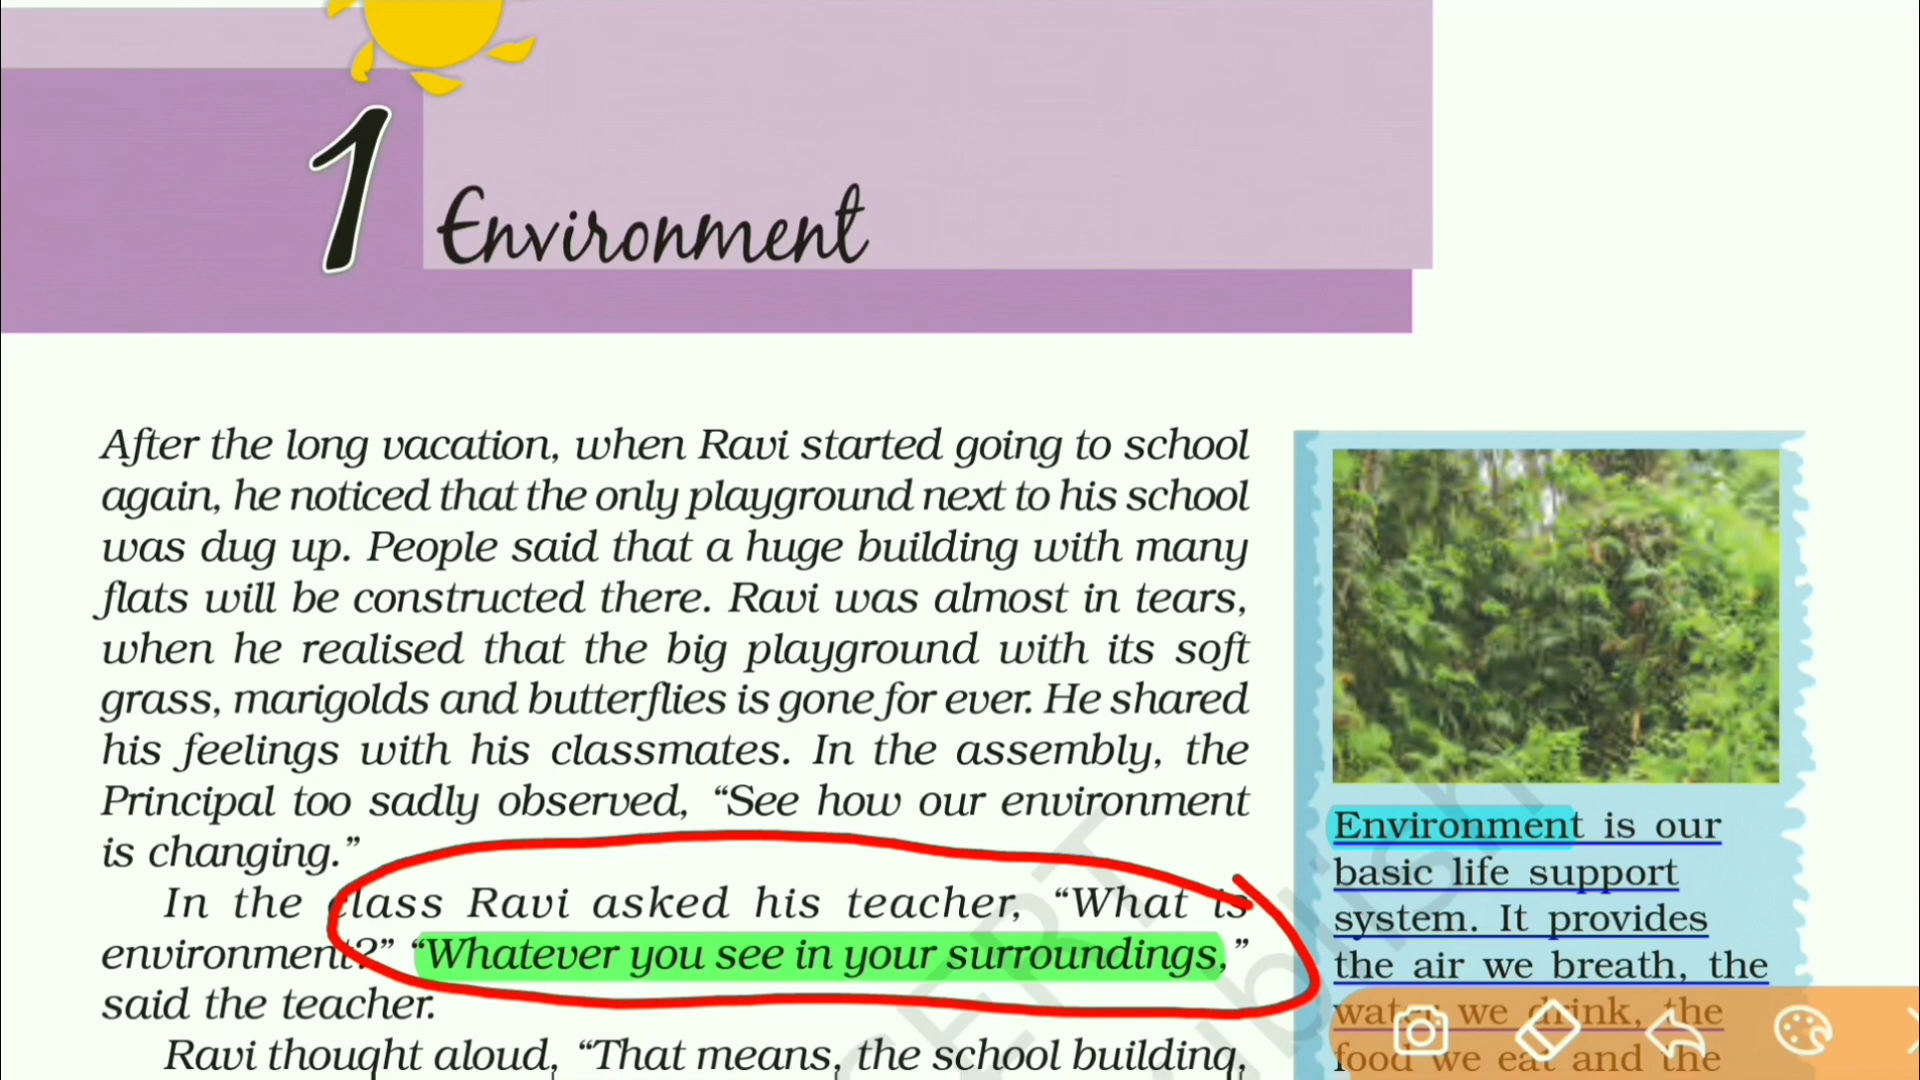 1
Environment
After the long vacation, when Ravi started going to school
again, he noticed that the only playground next to his school
was dug up. People said that a huge building with many
flats will be constructed there. Ravi was almost in tears,
when he realised that the big playground with its soft
grass, marigolds and butterflies is gone for ever. He shared
his feelings with his classmates. In the assembly, the
Principal too sadly observed, “See how our environment
is changing.”
In the class Ravi asked his teacher, “What is
environment?” “Whatever you see in your surroundings,”
said the teacher.
Ravi thought aloud, “That means, the school building,
Environment is our
basic life support
system. It provides
the air we breath, the
water we drink, the
food we eat and the